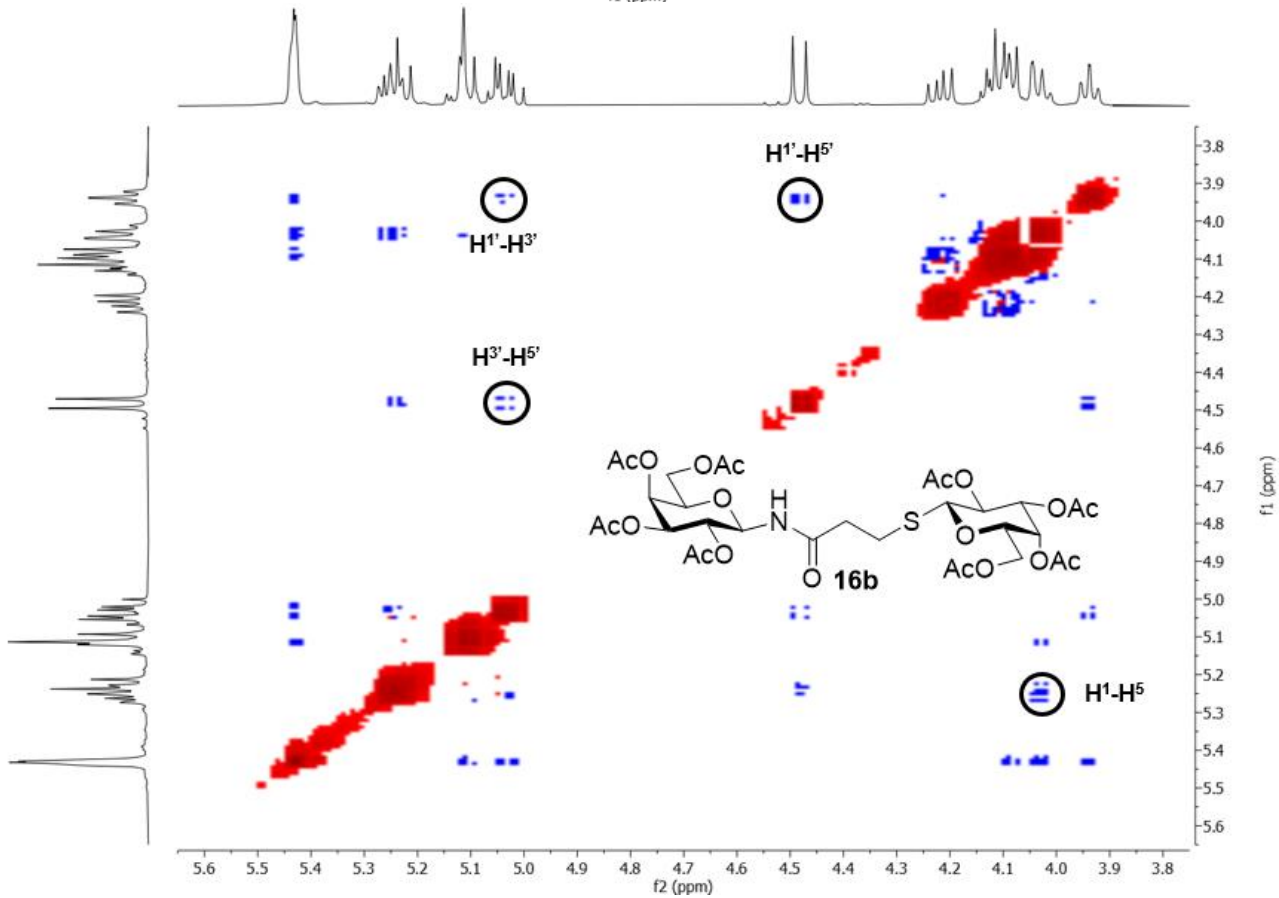 H1'-H5'
H1'-H3'
H3'-H5'
AcO
OAc
AcO
OAc
H
O
N
S
AcO
OAc
O
AcO
O
AcO
OAc
16b
H1-H5
3.8
3.9
4.0
4.1
4.2
4.3
4.4
4.5
4.6
4.7
4.8
4.9
5.0
5.1
5.2
5.3
5.4
5.5
5.6
f1 (ppm)
5.6 5.5 5.4 5.3 5.2 5.1 5.0 4.9 4.8 4.7 4.6 4.5 4.4 4.3 4.2 4.1 4.0 3.9 3.8
f2 (ppm)